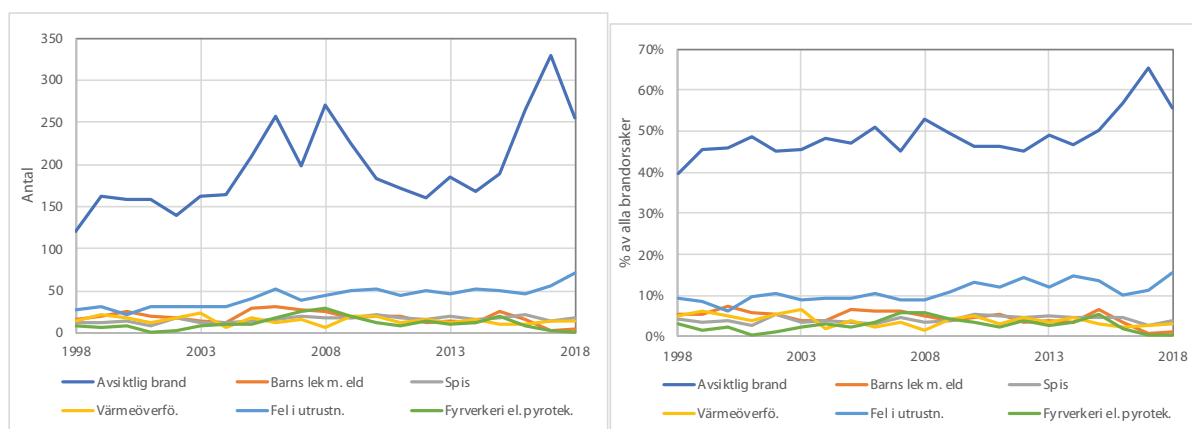 350
300
250
200
150
100
50
0
Antal
1998 2003 2008 2013 2018
Avsiktlig brand Barns lek m. eld Spis
Värmeöverfö. Fel i utrustn. Fyrverkeri el. pyrotek.
70%
60%
50%
40%
30%
20%
10%
0%
% av alla brandorsaker
1998 2003 2008 2013 2018
Avsiktlig brand Barns lek m. eld Spis
Värmeöverfö. Fel i utrustn. Fyrverkeri el. pyrotek.